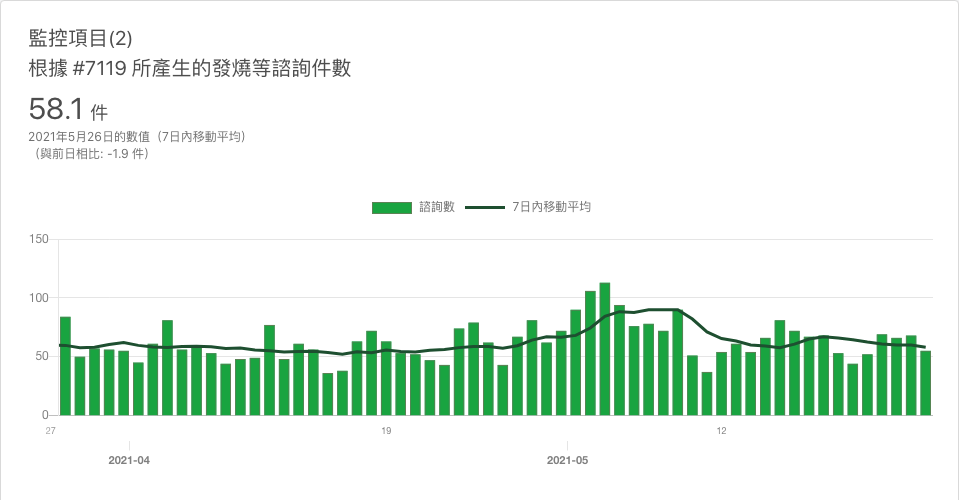 監控項目(2)
根據 #7119 所產生的發燒等諮詢件數
58.1 件
2021年5月26日的數值（7日內移動平均）
（與前日相比: -1.9 件）
諮詢數 7日內移動平均
150
100
50
0
27 19 12
2021-04 2021-05